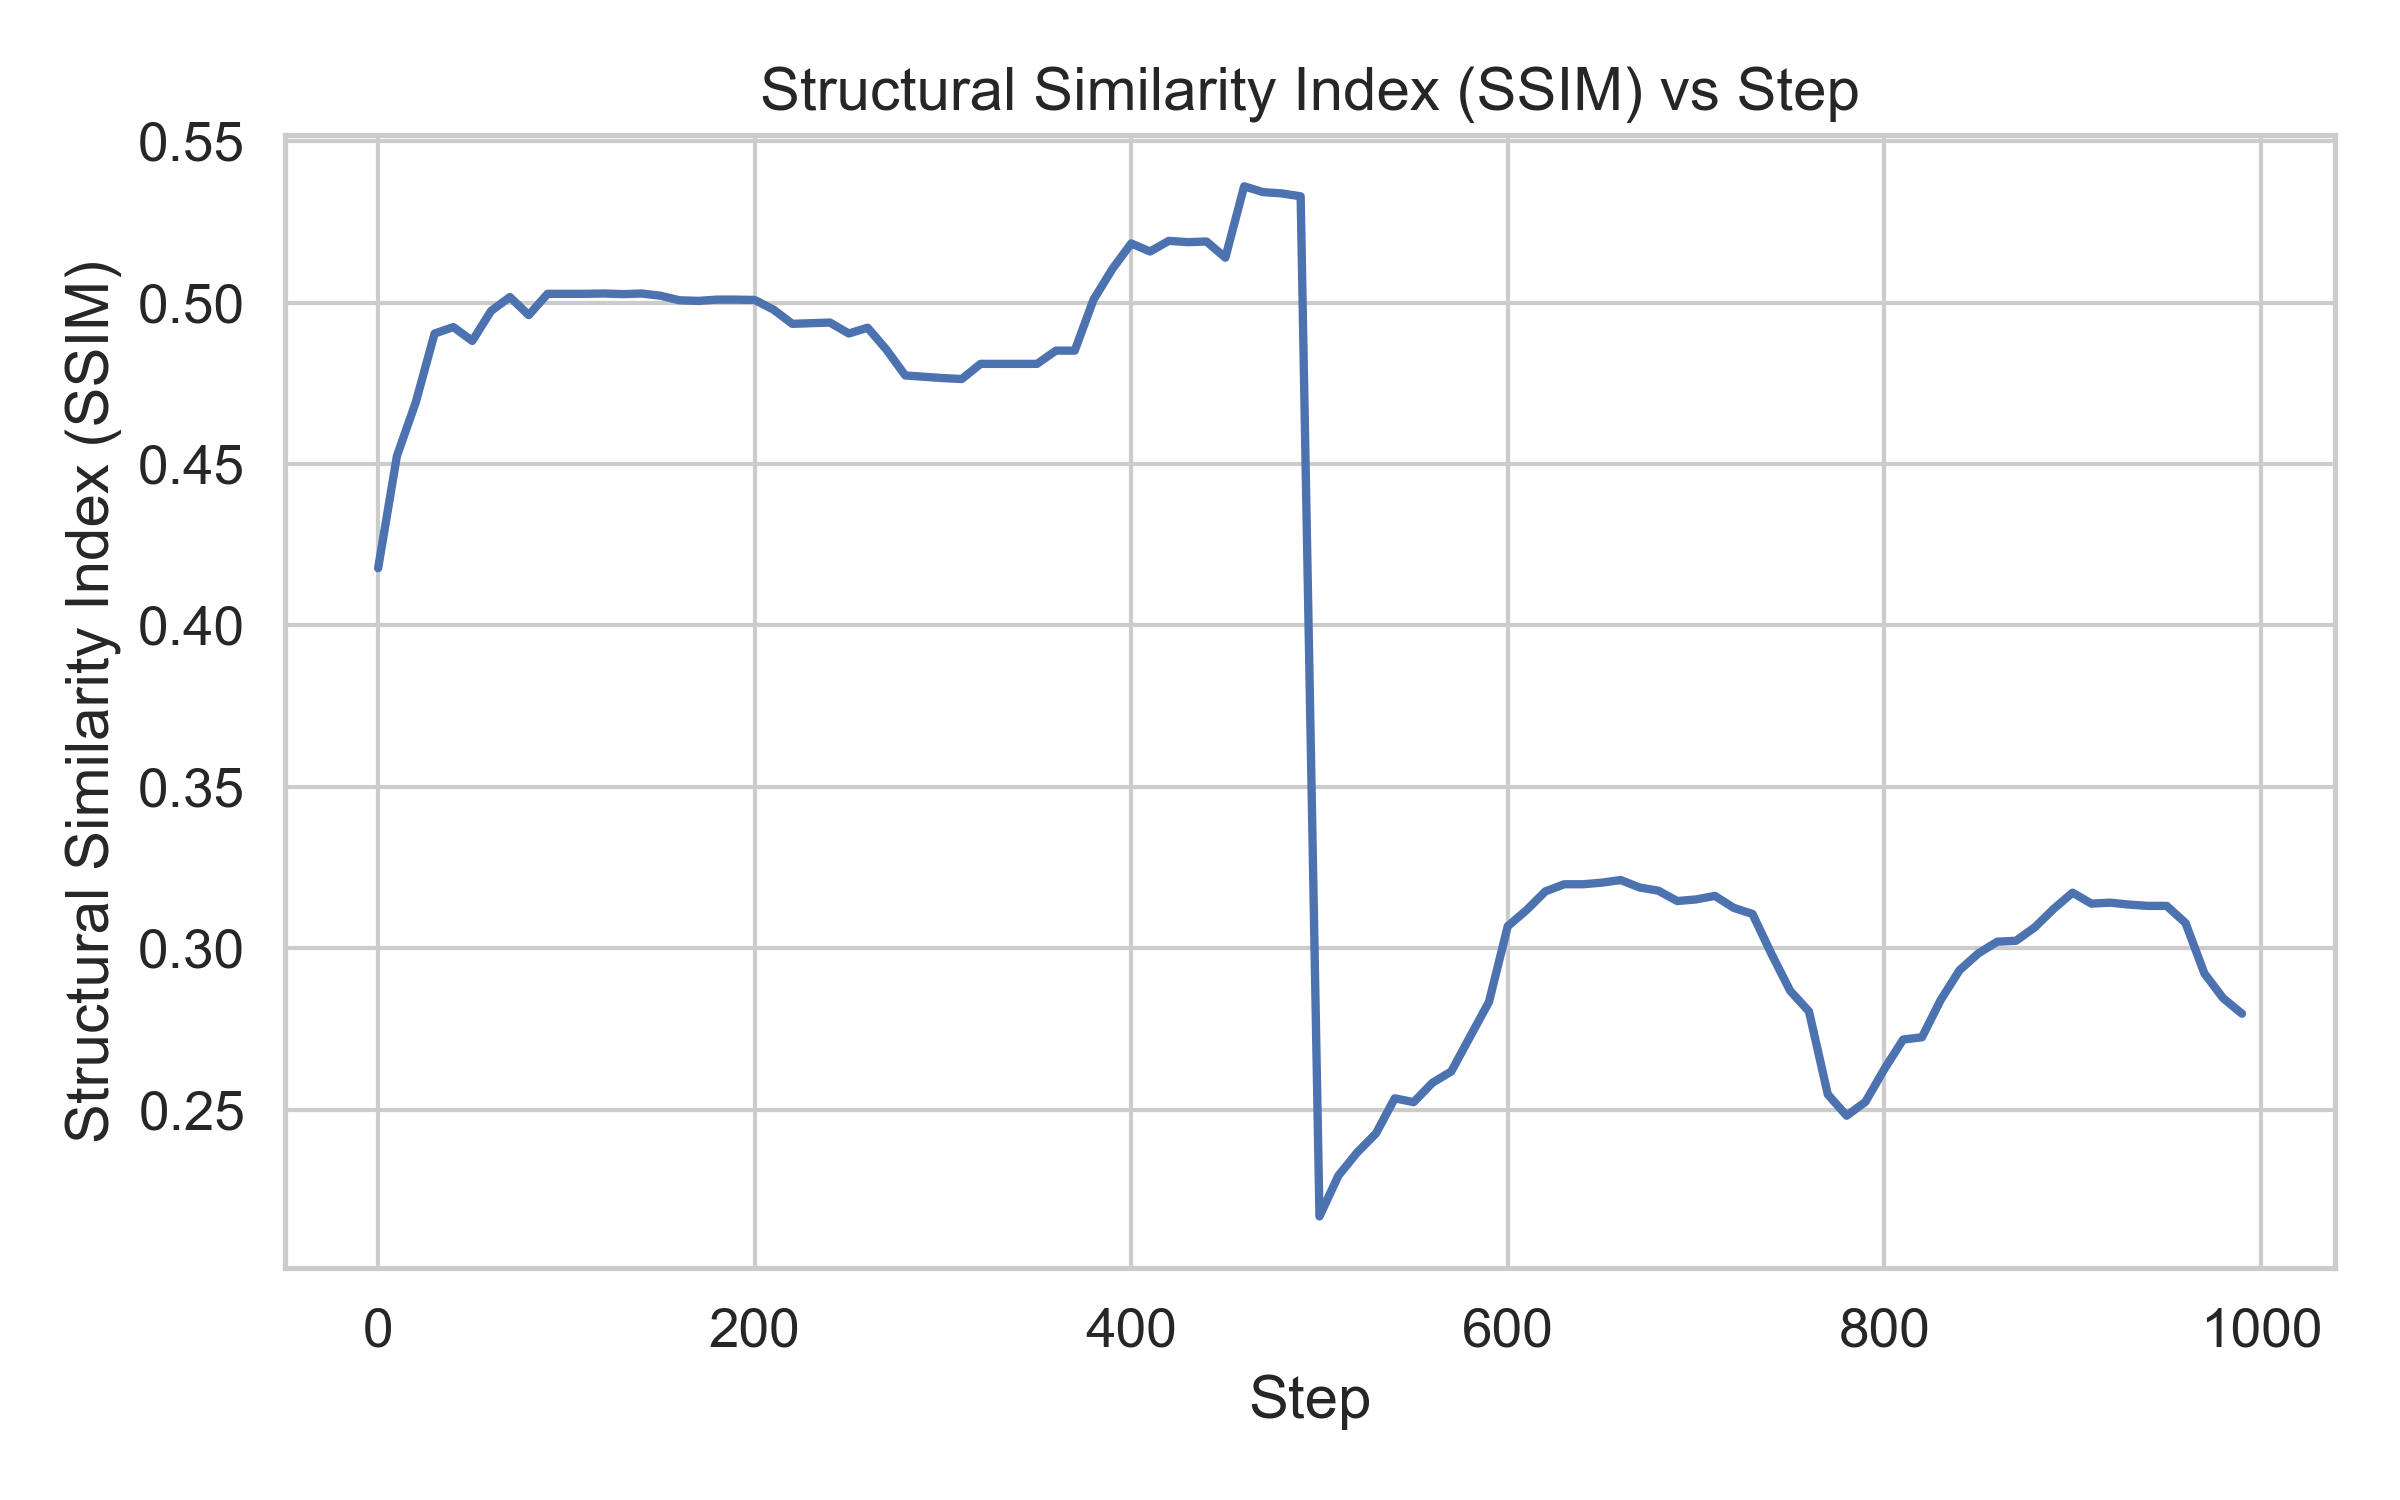 Structural Similarity Index (SSIM) vs Step
Structural Similarity Index (SSIM)
0.55
0.50
0.45
0.40
0.35
0.30
0.25
0 200 400 600 800 1000
Step